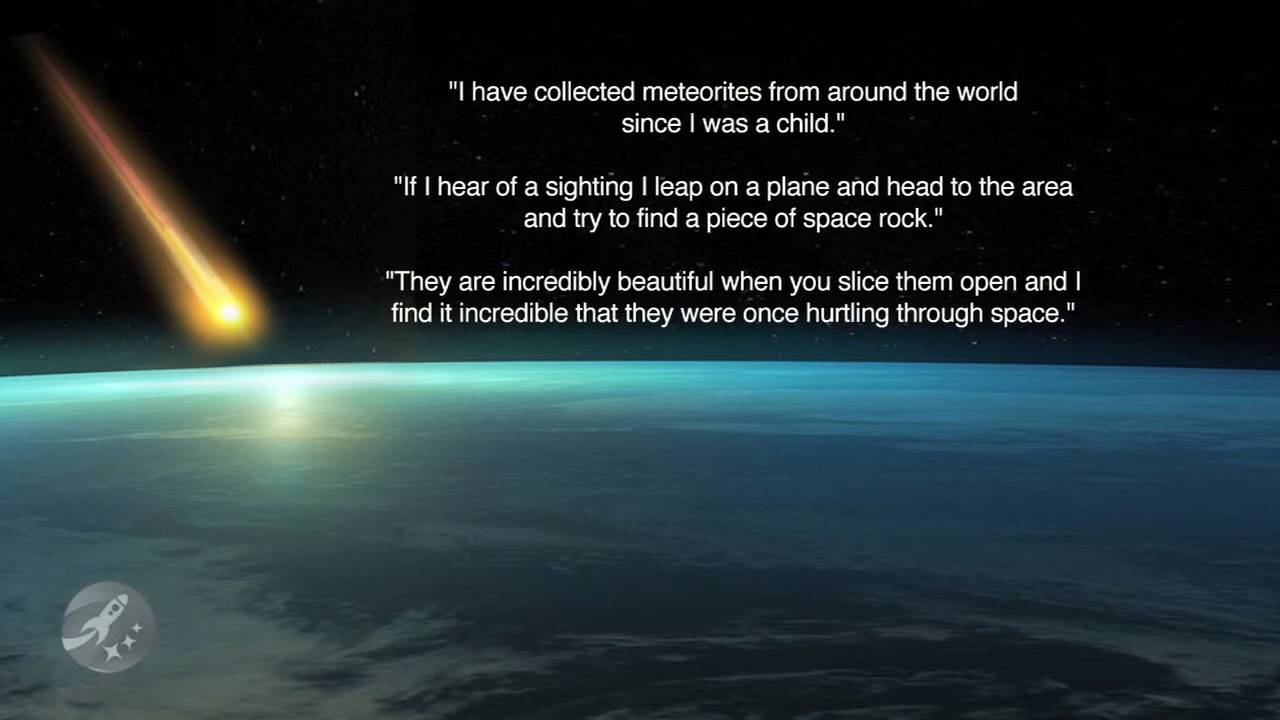 "I have collected meteorites from around the world
since I was a child."
"If I hear of a sighting I leap on a plane and head to the area
and try to find a piece of space rock."
"They are incredibly beautiful when you slice them open and I
find it incredible that they were once hurtling through space."